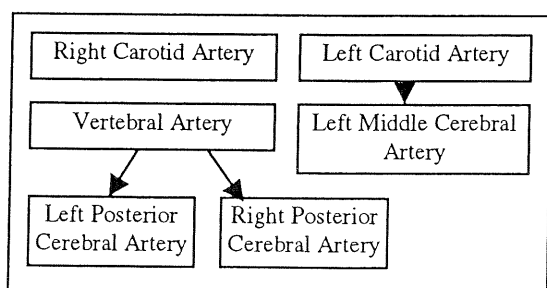 Right Carotid Artery
Left Carotid Artery
Vertebral Artery
Left Middle Cerebral
Artery
Left Posterior
Cerebral Artery
Right Posterior
Cerebral Artery